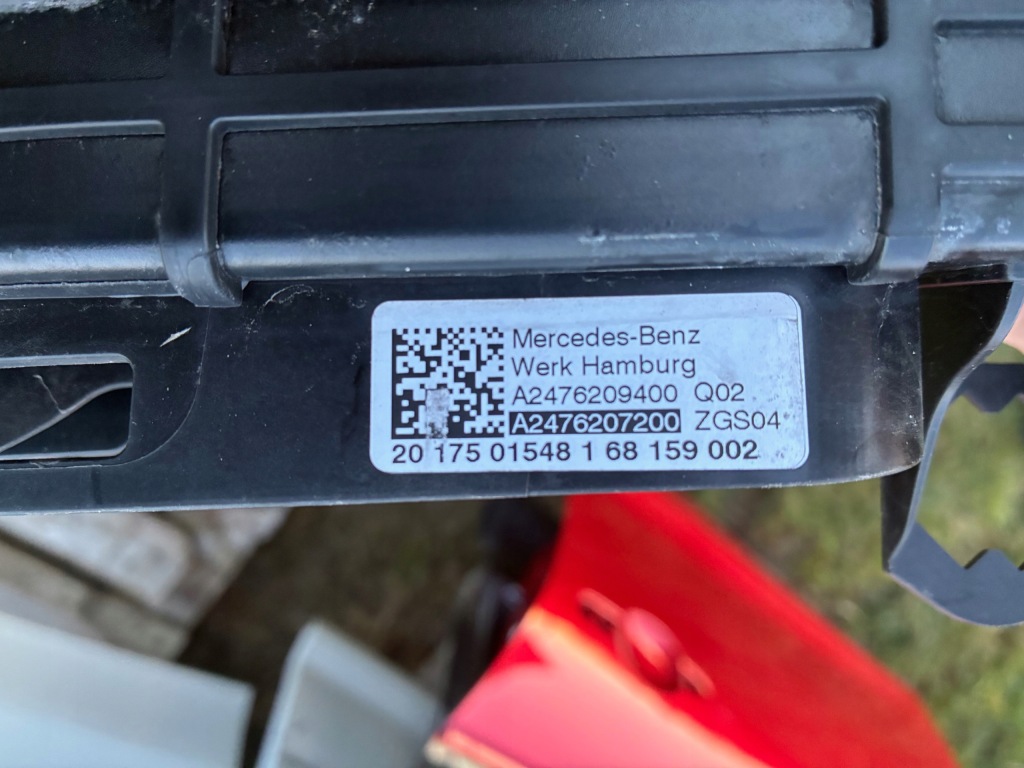 Mercedes-Benz
Werk Hamburg
A2476209400 Q02
A2476207200 ZGS04
20 175 01548 1 68 159 002